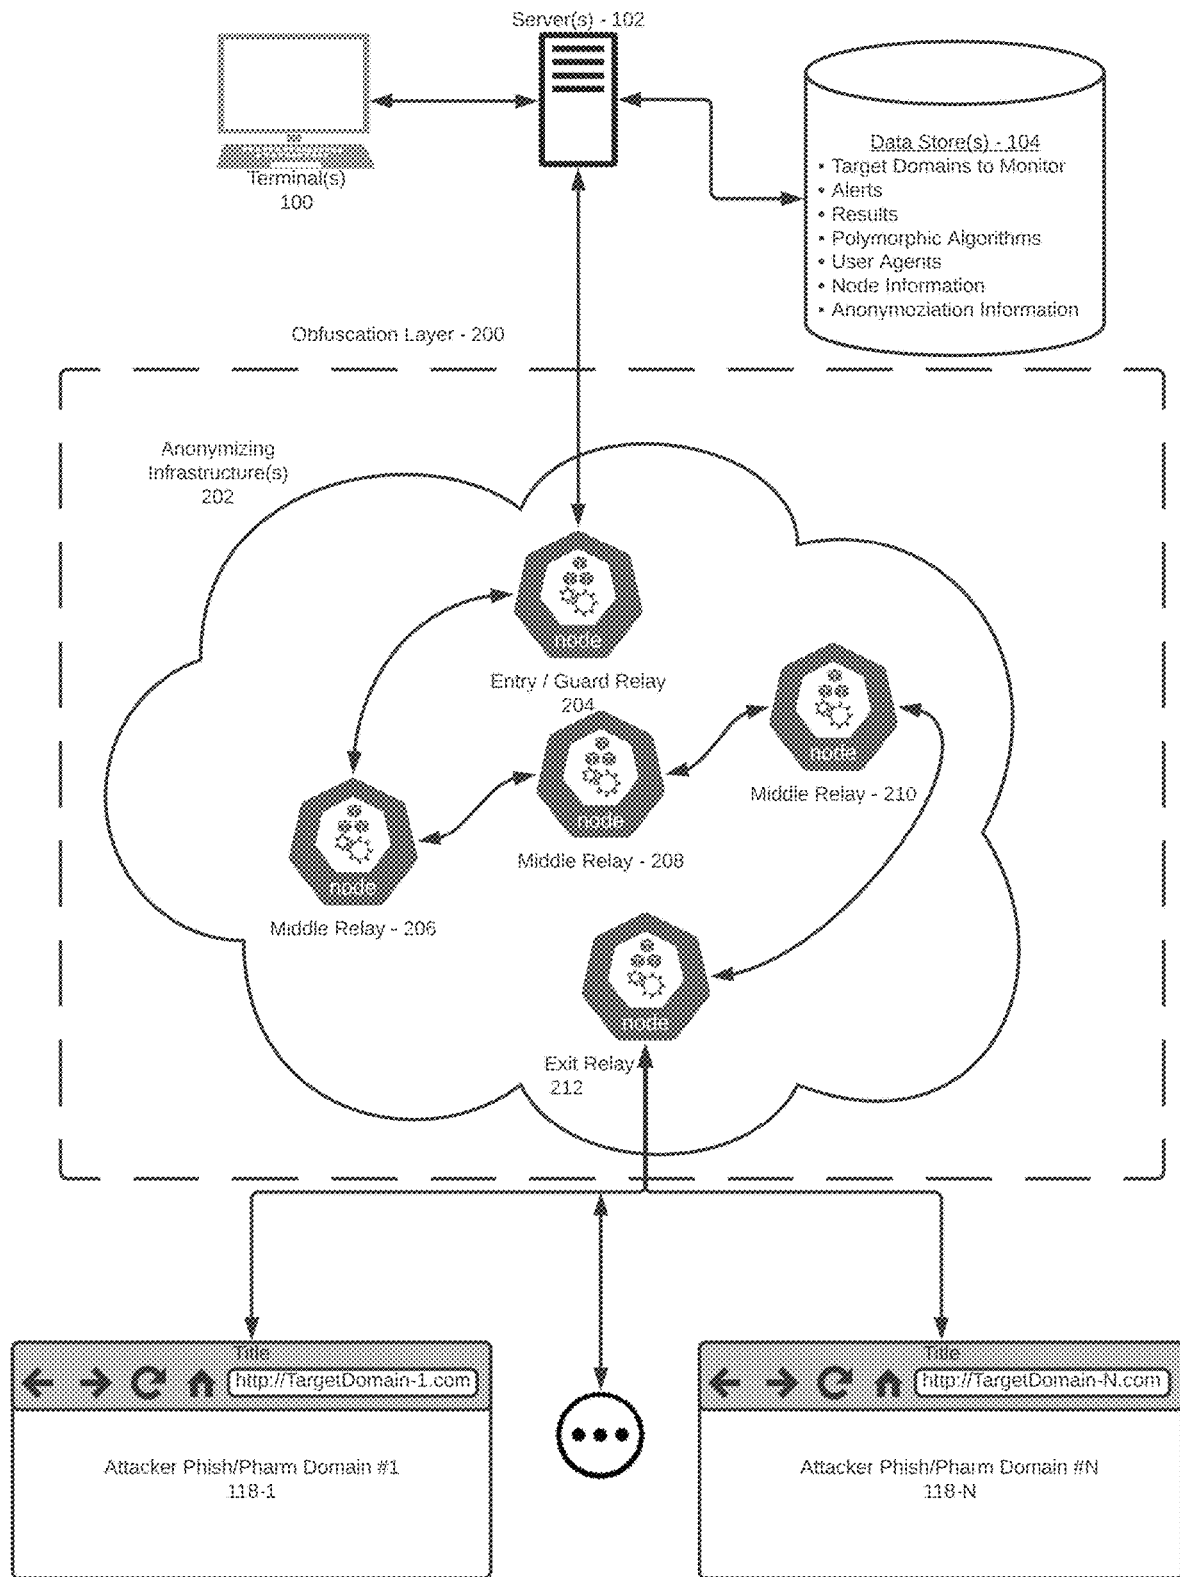 Server(s) - 102
Terminal(s)
100
Data Store(s) - 104
• Target Domains to Monitor
• Alerts
• Results
• Polymorphic Algorithms
• User Agents
• Node Information
• Anonymoziation Information
Obfuscation Layer - 200
Anonymizing
Infrastructure(s)
202
node
Entry / Guard Relay
204
node
Middle Relay - 210
node
Middle Relay - 208
node
Middle Relay - 206
node
Exit Relay
212
Title
http://TargetDomain-1.com
Attacker Phish/Pharm Domain #1
118-1
Title
http://TargetDomain-N.com
Attacker Phish/Pharm Domain #N
118-N